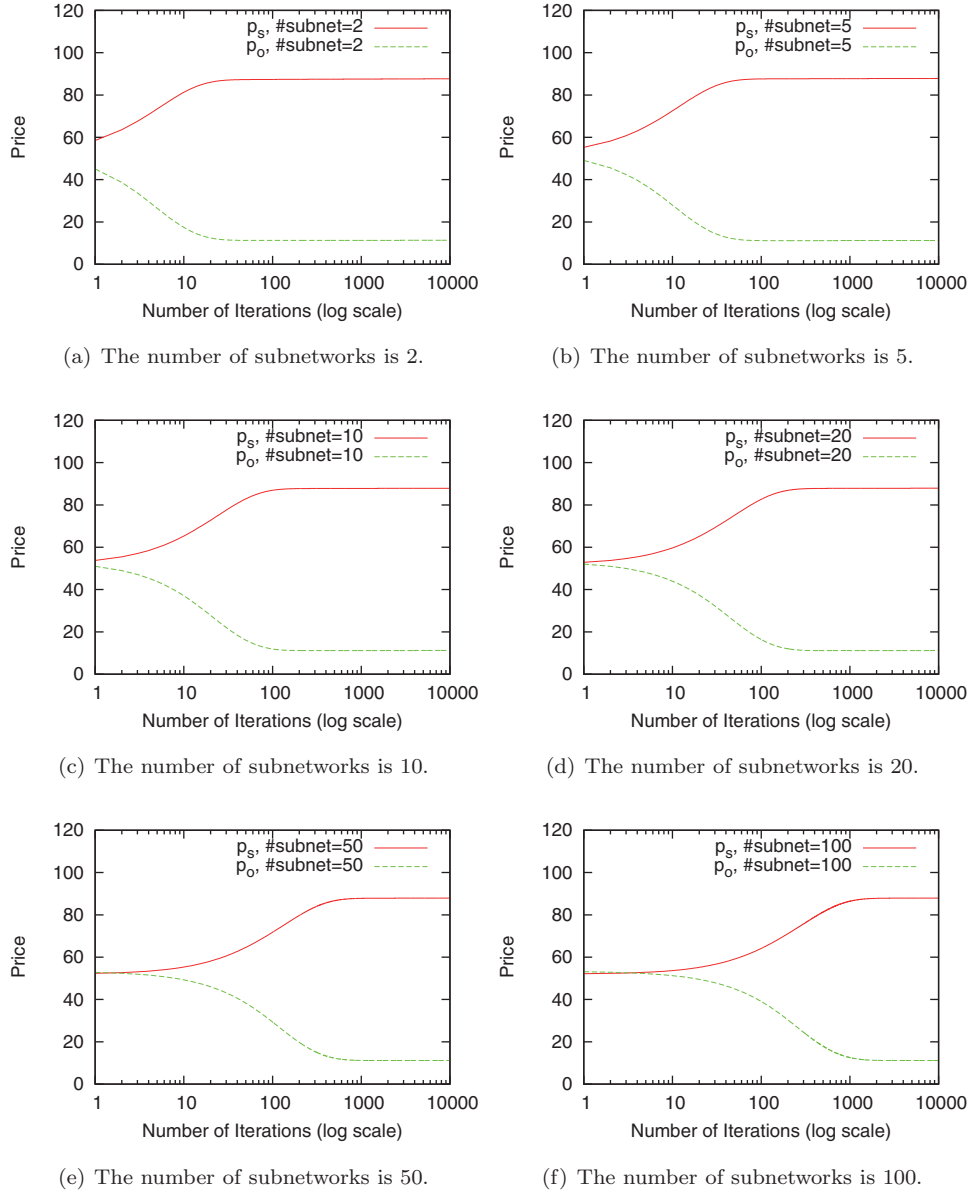 120
100
80
60
40
20
0
Price
p_s, #subnet=2
p_o, #subnet=2
1 10 100 1000 10000
Number of Iterations (log scale)
(a) The number of subnetworks is 2.
120
100
80
60
40
20
0
Price
p_s, #subnet=5
p_o, #subnet=5
1 10 100 1000 10000
Number of Iterations (log scale)
(b) The number of subnetworks is 5.
120
100
80
60
40
20
0
Price
p_s, #subnet=10
p_o, #subnet=10
1 10 100 1000 10000
Number of Iterations (log scale)
(c) The number of subnetworks is 10.
120
100
80
60
40
20
0
Price
p_s, #subnet=20
p_o, #subnet=20
1 10 100 1000 10000
Number of Iterations (log scale)
(d) The number of subnetworks is 20.
120
100
80
60
40
20
0
Price
p_s, #subnet=50
p_o, #subnet=50
1 10 100 1000 10000
Number of Iterations (log scale)
(e) The number of subnetworks is 50.
120
100
80
60
40
20
0
Price
p_s, #subnet=100
p_o, #subnet=100
1 10 100 1000 10000
Number of Iterations (log scale)
(f) The number of subnetworks is 100.